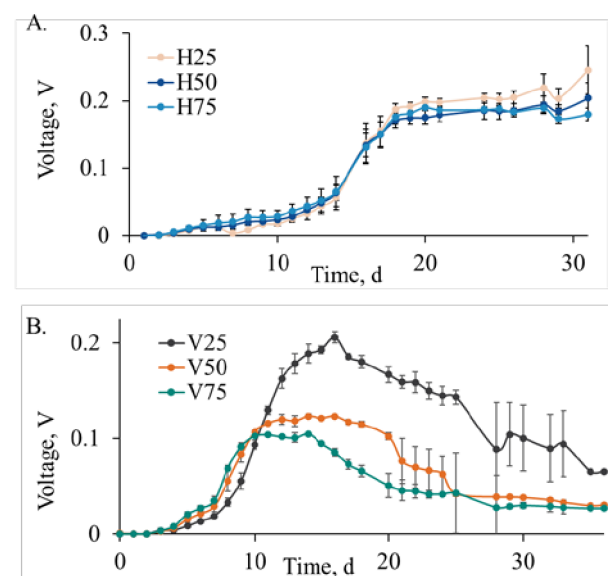 A.
0.3
H25
H50
H75
0.2
0.1
0
Voltage, V
0 10 20 30
Time, d
B.
V25
V50
V75
0.2
0.1
0
Voltage, V
0 10 20 30
Time, d